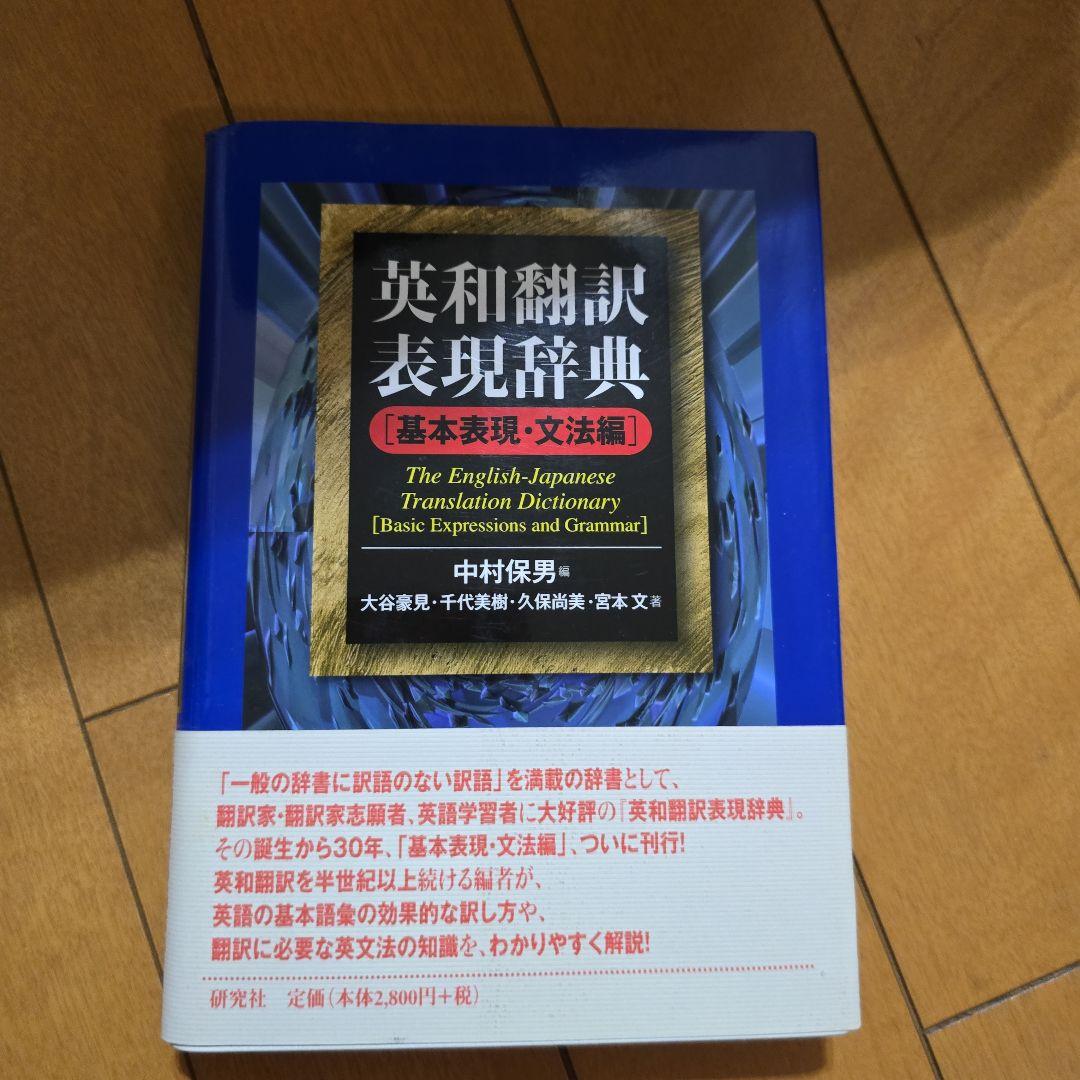 英和翻訳
表現辞典
[基本表現・文法編]
The English-Japanese
Translation Dictionary
[Basic Expressions and Grammar]
中村保男 編
大谷豪見・千代美樹・久保尚美・宮本 文 著
「一般の辞書に訳語のない訳語」を満載の辞書として、
翻訳家・翻訳家志願者、英語学習者に大好評の『英和翻訳表現辞典』。
その誕生から30年、「基本表現・文法編」、ついに刊行!
英和翻訳を半世紀以上続ける編者が、
英語の基本語彙の効果的な訳し方や、
翻訳に必要な英文法の知識を、わかりやすく解説!
研究社 定価(本体2,800円+税)